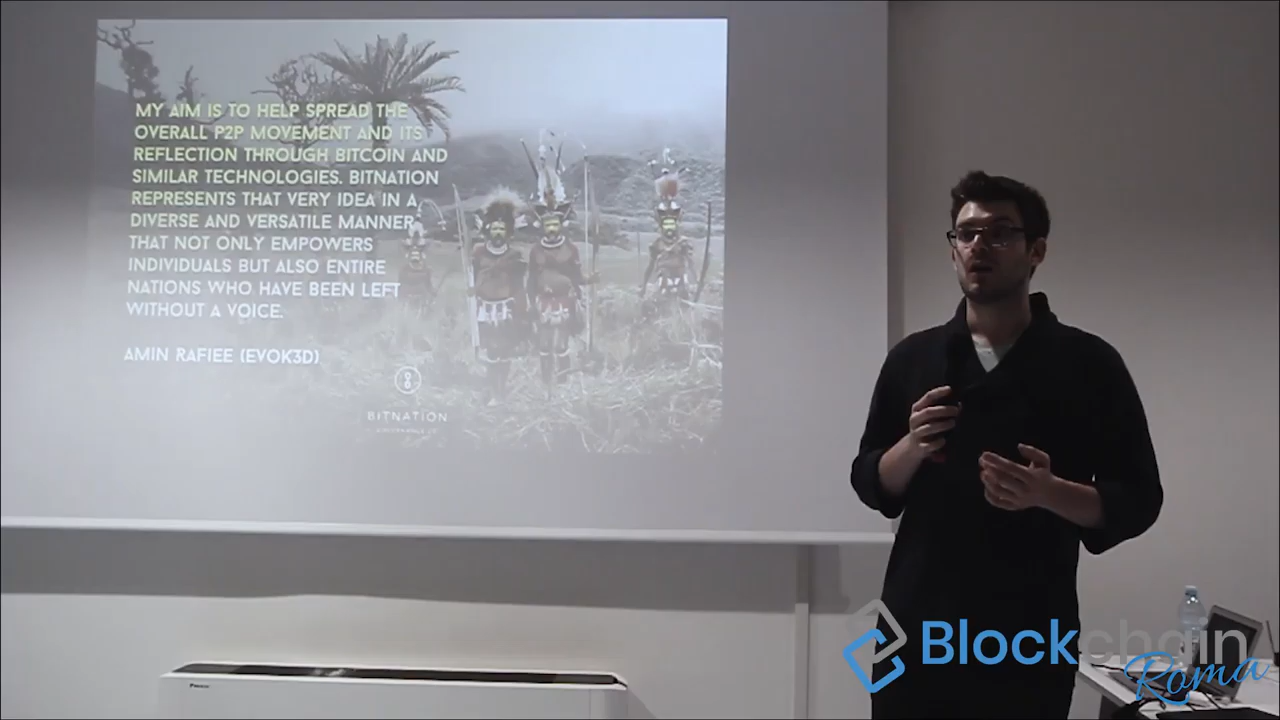 MY AIM IS TO HELP SPREAD THE
OVERALL P2P MOVEMENT AND ITS
REFLECTION THROUGH BITCOIN AND
SIMILAR TECHNOLOGIES. BITNATION
REPRESENTS THAT VERY IDEA IN A
DIVERSE AND VERSATILE MANNER
THAT NOT ONLY EMPOWERS
INDIVIDUALS BUT ALSO ENTIRE
NATIONS WHO HAVE BEEN LEFT
WITHOUT A VOICE.
AMIN RAFIEE (EVOK3D)
BITNATION
Blockchain
Roma